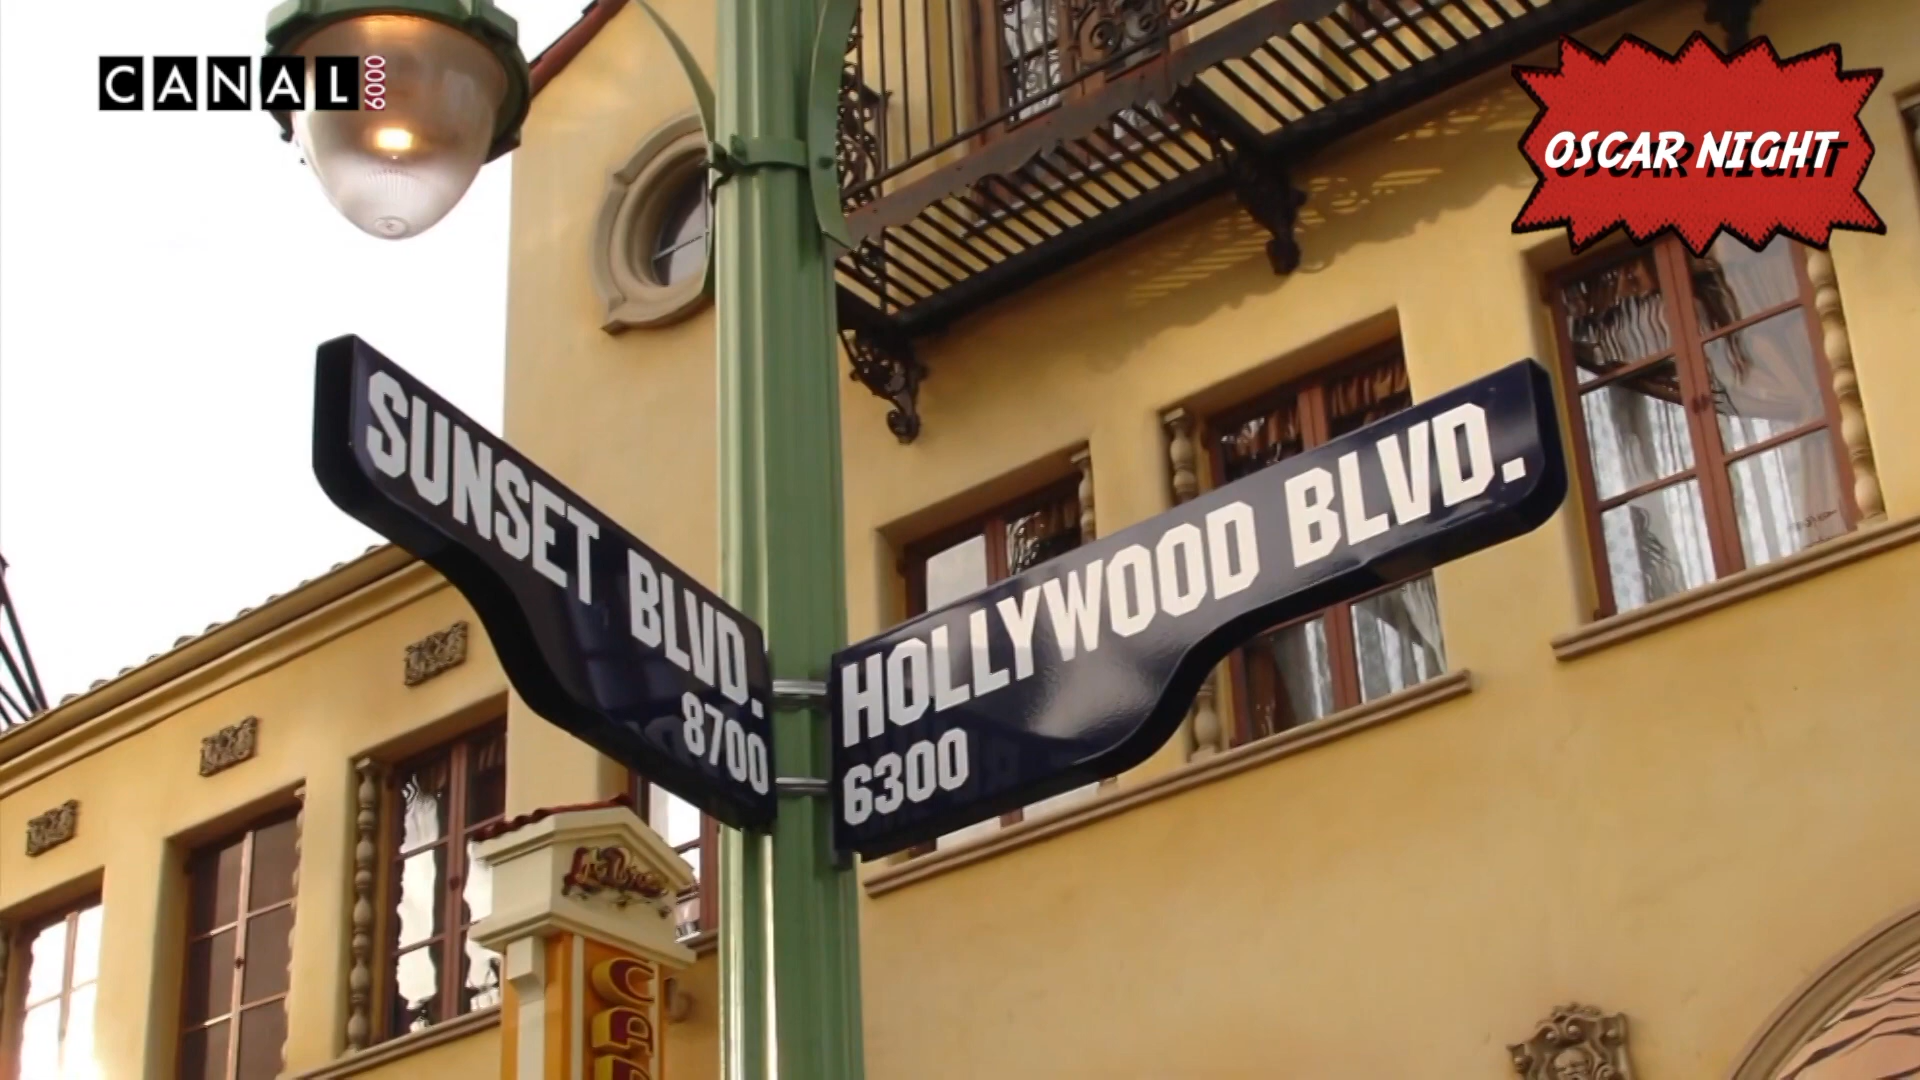 CANAL 6000
OSCAR NIGHT
SUNSET BLVD.
8700
HOLLYWOOD BLVD.
6300